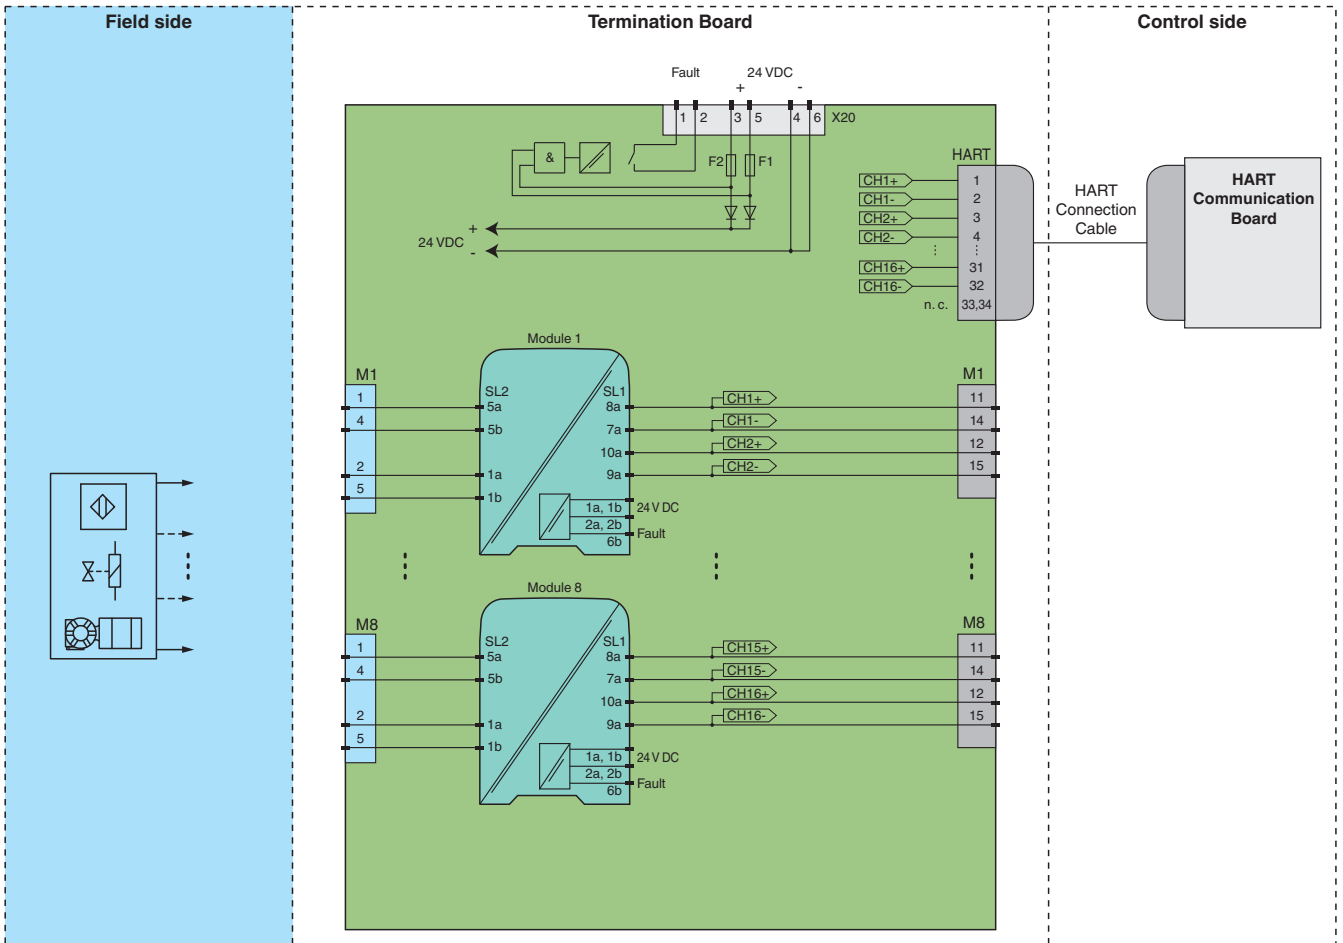 Field side
Termination Board
Control side
Fault
24 VDC
+
-
1 2 3 5 4 6 X20
&
F2
F1
HART
CH1+ 1
CH1- 2
CH2+ 3
CH2- 4
CH16+ 31
CH16- 32
n. c. 33,34
HART
Connection
Cable
HART
Communication
Board
+
24 VDC
-
Module 1
M1
1
4
2
5
SL2
5a
5b
1a
1b
SL1
8a
7a
10a
9a
1a, 1b
24 V DC
2a, 2b
Fault
6b
CH1+
CH1-
CH2+
CH2-
M1
11
14
12
15
Module 8
M8
1
4
2
5
SL2
5a
5b
1a
1b
SL1
8a
7a
10a
9a
1a, 1b
24 V DC
2a, 2b
Fault
6b
CH15+
CH15-
CH16+
CH16-
M8
11
14
12
15